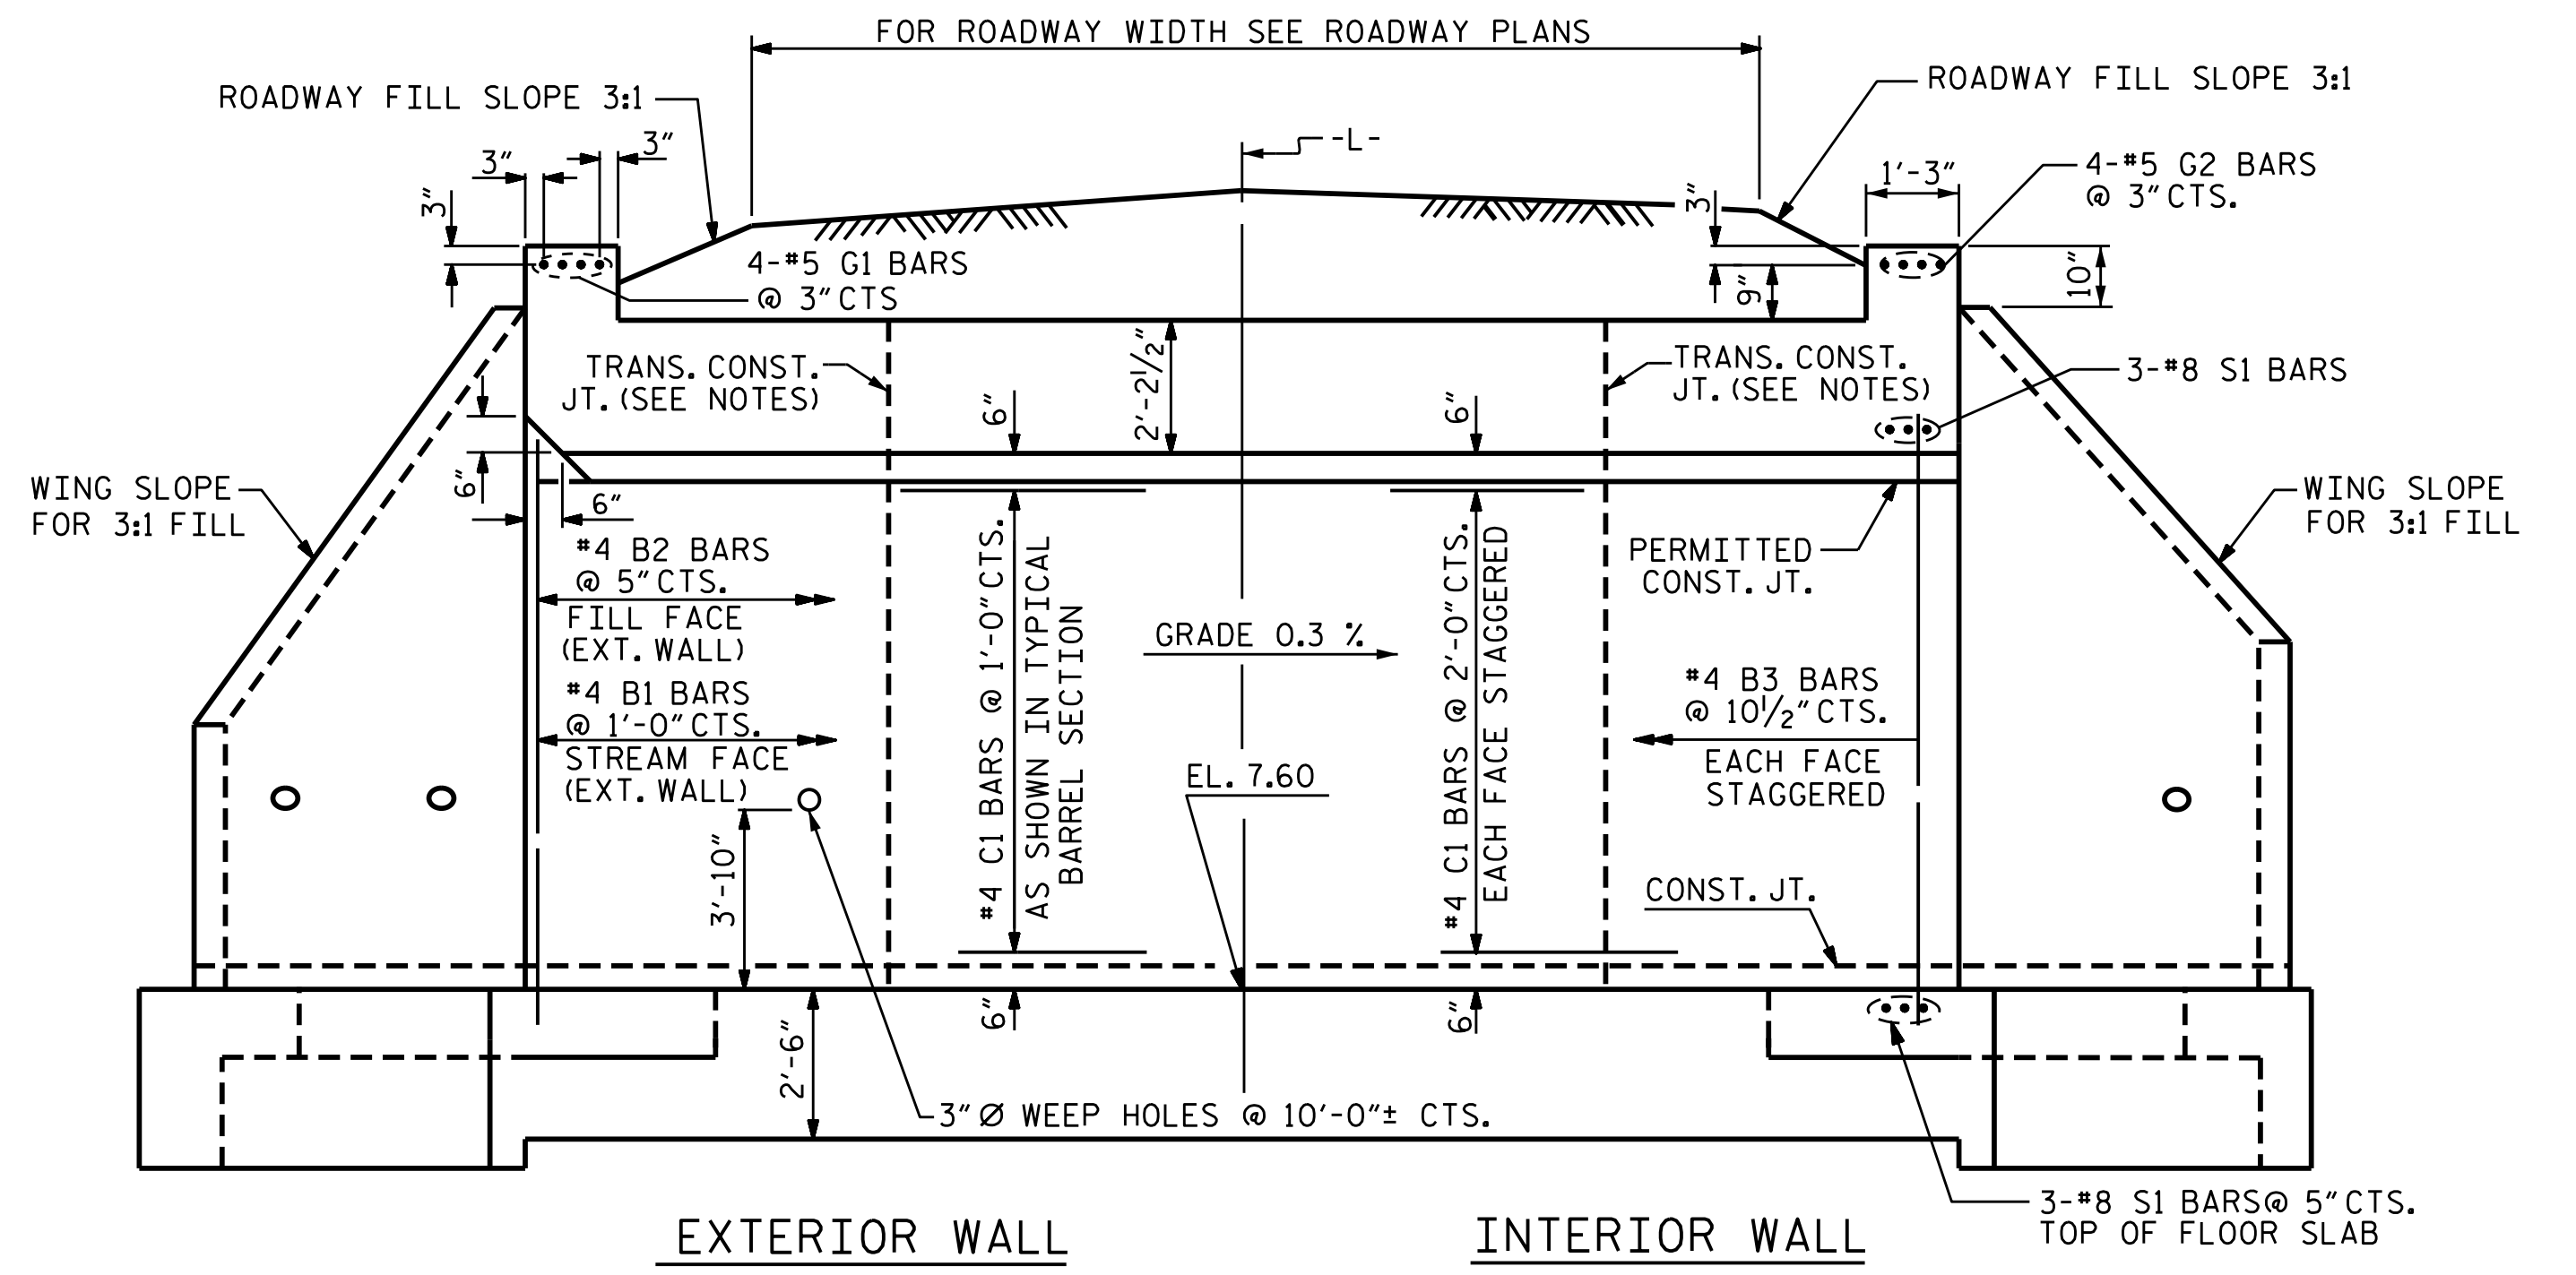 FOR ROADWAY WIDTH SEE ROADWAY PLANS
ROADWAY FILL SLOPE 3:1
ROADWAY FILL SLOPE 3:1
3"
3"
3"
-L-
4-#5 G2 BARS
@ 3" CTS.
1'-3"
3"
4-#5 G1 BARS
@ 3" CTS
9"
10"
TRANS. CONST.
JT. (SEE NOTES)
2'-2 1/2"
TRANS. CONST.
JT. (SEE NOTES)
3-#8 S1 BARS
6"
6"
6"
6"
WING SLOPE
FOR 3:1 FILL
WING SLOPE
FOR 3:1 FILL
#4 B2 BARS
@ 5" CTS.
FILL FACE
(EXT. WALL)
#4 B1 BARS
@ 1'-0" CTS.
STREAM FACE
(EXT. WALL)
#4 C1 BARS @ 1'-0" CTS.
AS SHOWN IN TYPICAL
BARREL SECTION
GRADE 0.3 %
#4 C1 BARS @ 2'-0" CTS.
EACH FACE STAGGERED
PERMITTED
CONST. JT.
#4 B3 BARS
@ 10 1/2" CTS.
EACH FACE
STAGGERED
EL. 7.60
3'-10"
CONST. JT.
6"
6"
2'-6"
3" Ø WEEP HOLES @ 10'-0"± CTS.
3-#8 S1 BARS @ 5" CTS.
TOP OF FLOOR SLAB
EXTERIOR WALL
INTERIOR WALL